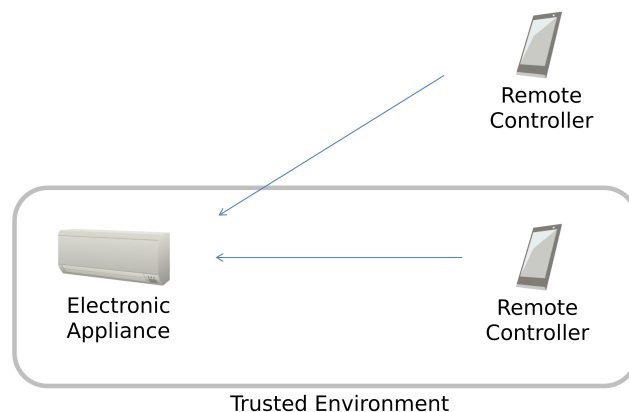 Remote
Controller
Electronic
Appliance
Remote
Controller
Trusted Environment